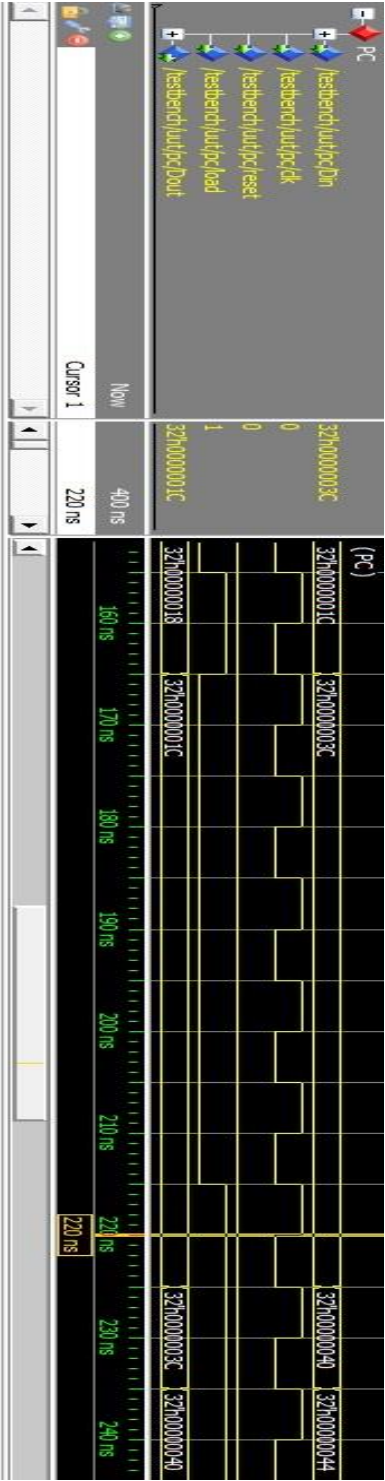 PC
(PC)
/testbench/uut/pc/Din 32'h0000003C 32'h0000001C 32'h0000003C 32'h00000040 32'h00000044
/testbench/uut/pc/clk 0
/testbench/uut/pc/reset 0
/testbench/uut/pc/load 1
/testbench/uut/pc/Dout 32'h0000001C 32'h00000018 32'h0000001C 32'h0000003C 32'h00000040
Now 400 ns 160 ns 170 ns 180 ns 190 ns 200 ns 210 ns 220 ns 230 ns 240 ns
Cursor 1 220 ns 220 ns